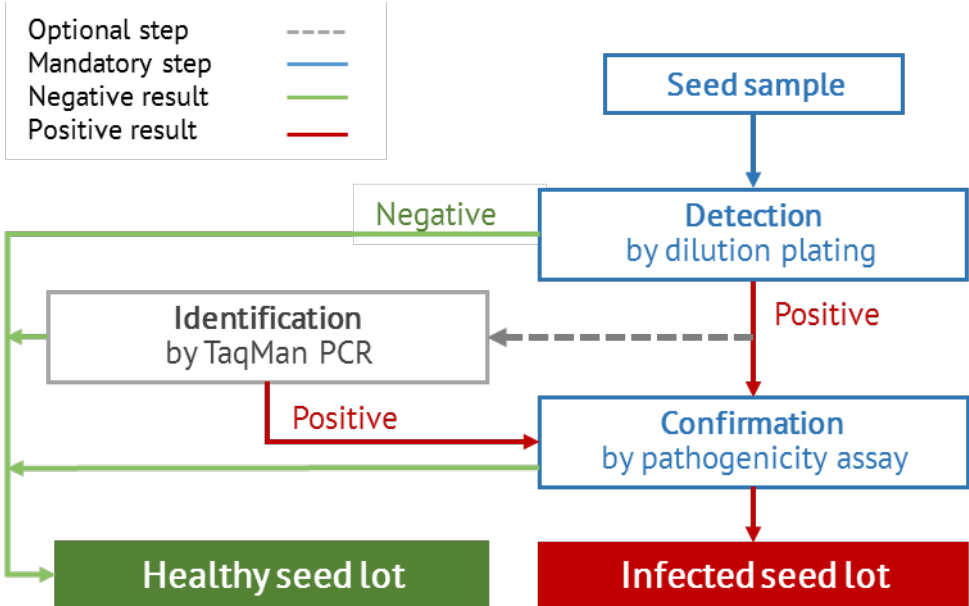 Optional step
Mandatory step
Negative result
Positive result
Seed sample
Negative
Detection
by dilution plating
Identification
by TaqMan PCR
Positive
Positive
Confirmation
by pathogenicity assay
Healthy seed lot
Infected seed lot